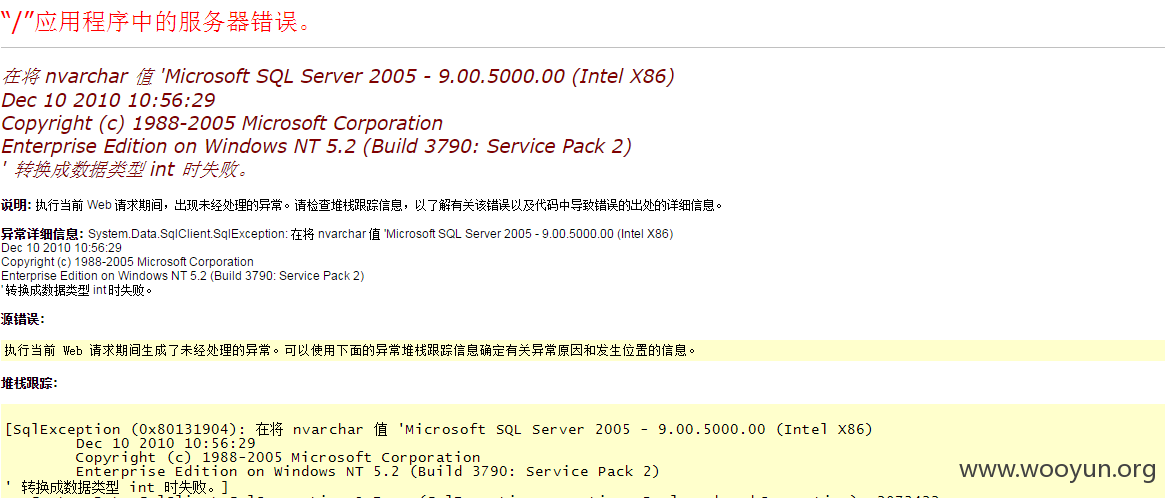 “/”应用程序中的服务器错误。
在将 nvarchar 值 'Microsoft SQL Server 2005 - 9.00.5000.00 (Intel X86)
Dec 10 2010 10:56:29
Copyright (c) 1988-2005 Microsoft Corporation
Enterprise Edition on Windows NT 5.2 (Build 3790: Service Pack 2)
' 转换成数据类型 int 时失败。
说明: 执行当前 Web 请求期间，出现未经处理的异常。请检查堆栈跟踪信息，以了解有关该错误以及代码中导致错误的出处的详细信息。
异常详细信息: System.Data.SqlClient.SqlException: 在将 nvarchar 值 'Microsoft SQL Server 2005 - 9.00.5000.00 (Intel X86)
Dec 10 2010 10:56:29
Copyright (c) 1988-2005 Microsoft Corporation
Enterprise Edition on Windows NT 5.2 (Build 3790: Service Pack 2)
' 转换成数据类型 int 时失败。
源错误:
执行当前 Web 请求期间生成了未经处理的异常。可以使用下面的异常堆栈跟踪信息确定有关异常原因和发生位置的信息。
堆栈跟踪:
[SqlException (0x80131904): 在将 nvarchar 值 'Microsoft SQL Server 2005 - 9.00.5000.00 (Intel X86)
Dec 10 2010 10:56:29
Copyright (c) 1988-2005 Microsoft Corporation
Enterprise Edition on Windows NT 5.2 (Build 3790: Service Pack 2)
' 转换成数据类型 int 时失败。]
www.wooyun.org